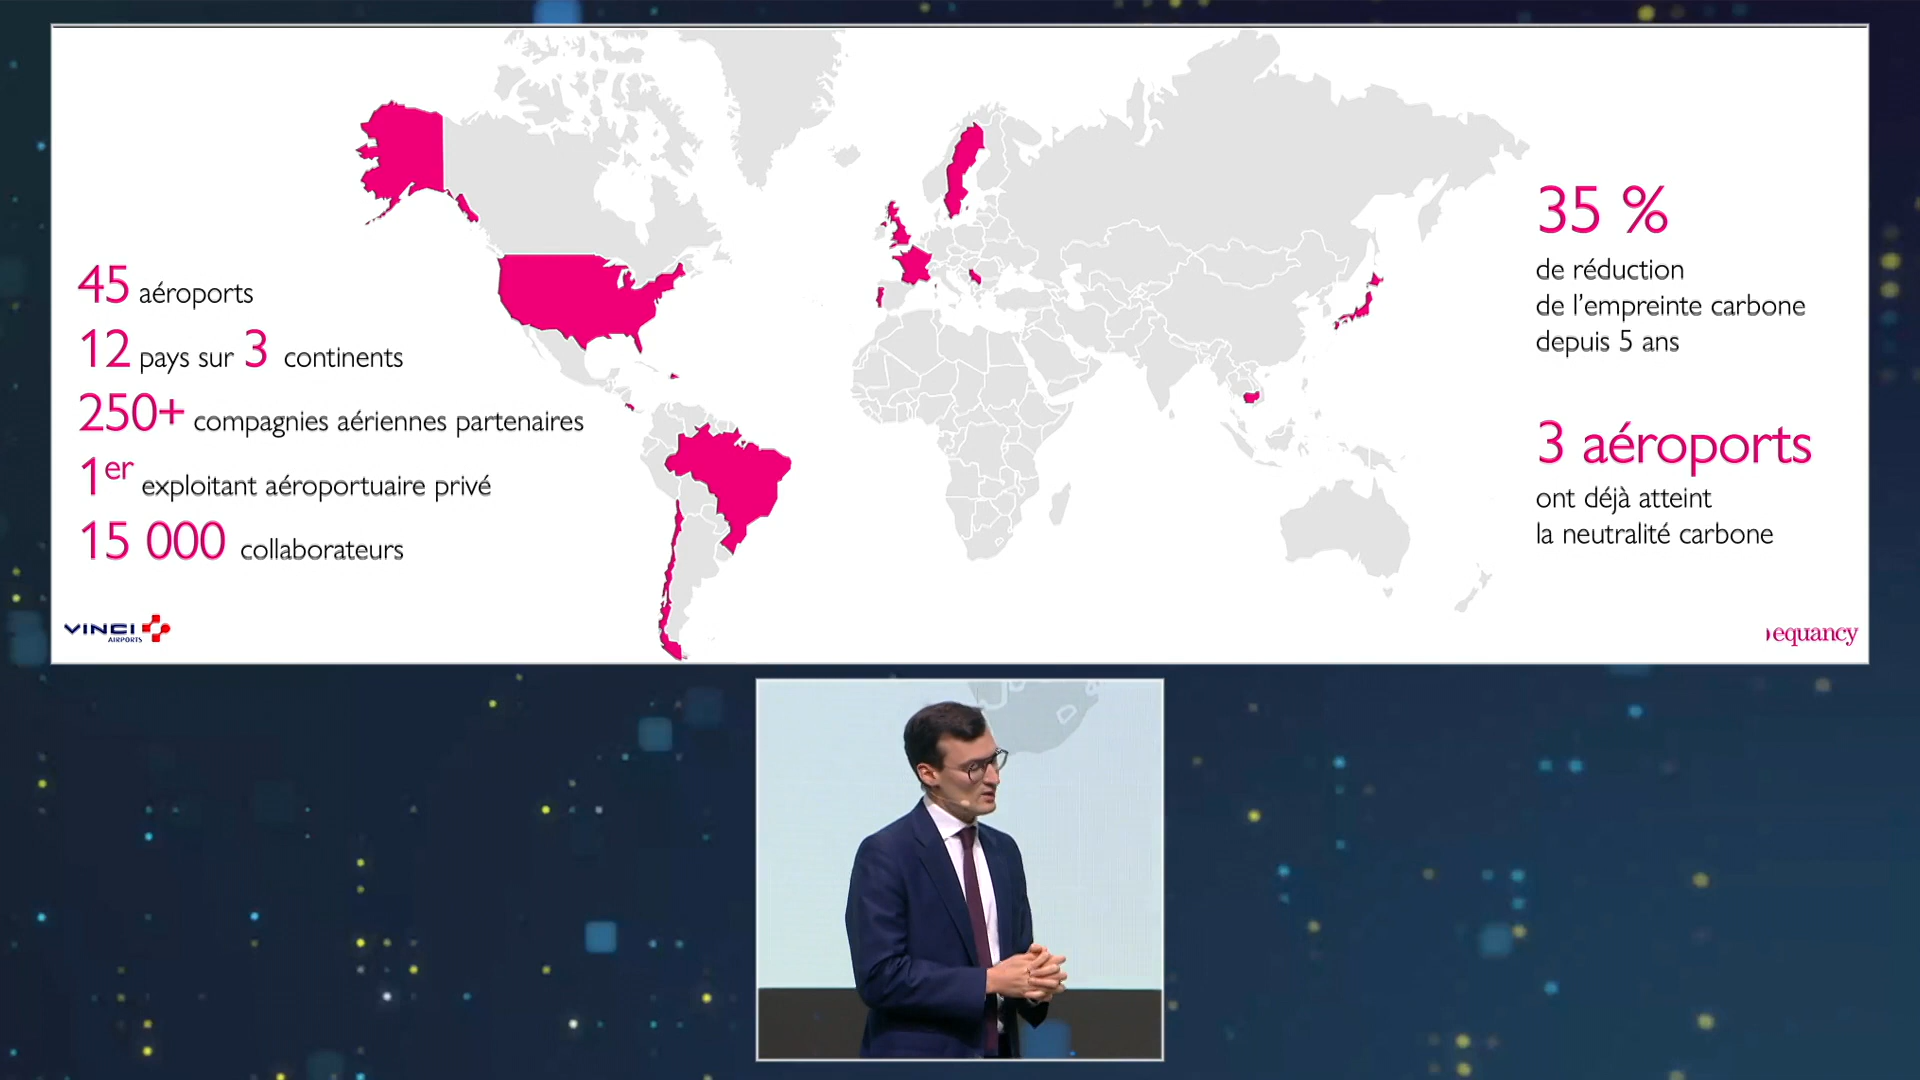 45 aéroports
12 pays sur 3 continents
250+ compagnies aériennes partenaires
1er exploitant aéroportuaire privé
15 000 collaborateurs
VINCI
AIRPORTS
35 %
de réduction
de l’empreinte carbone
depuis 5 ans
3 aéroports
ont déjà atteint
la neutralité carbone
equancy